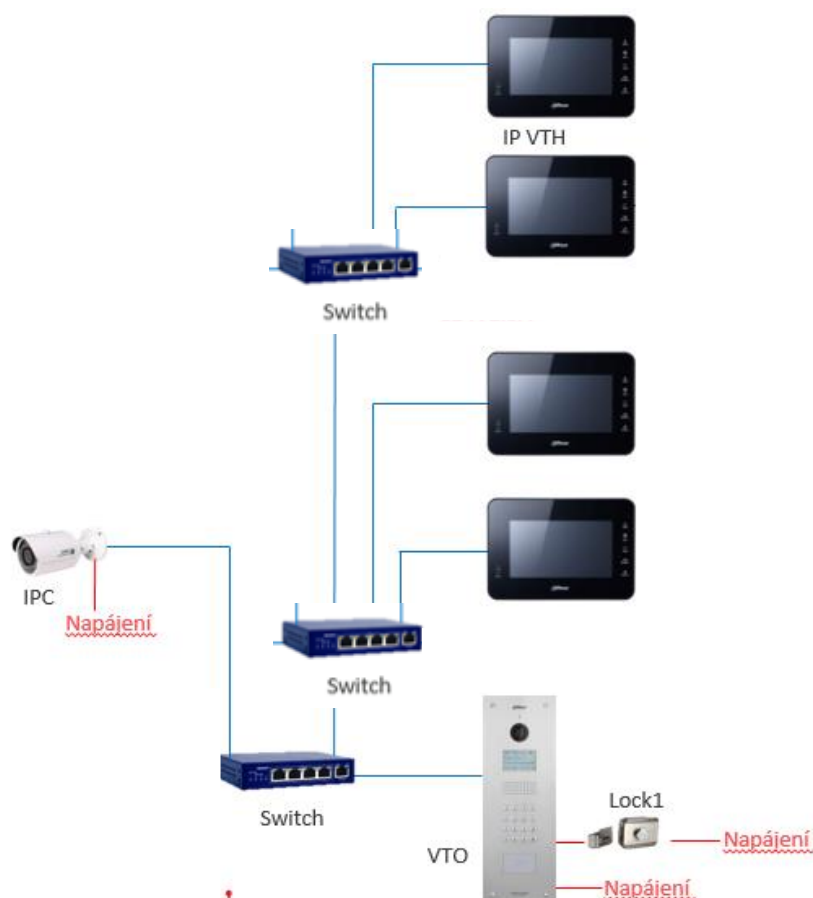 IP VTH
Switch
IPC
Napájení
Switch
Switch
Lock1
VTO
Napájení
Napájení